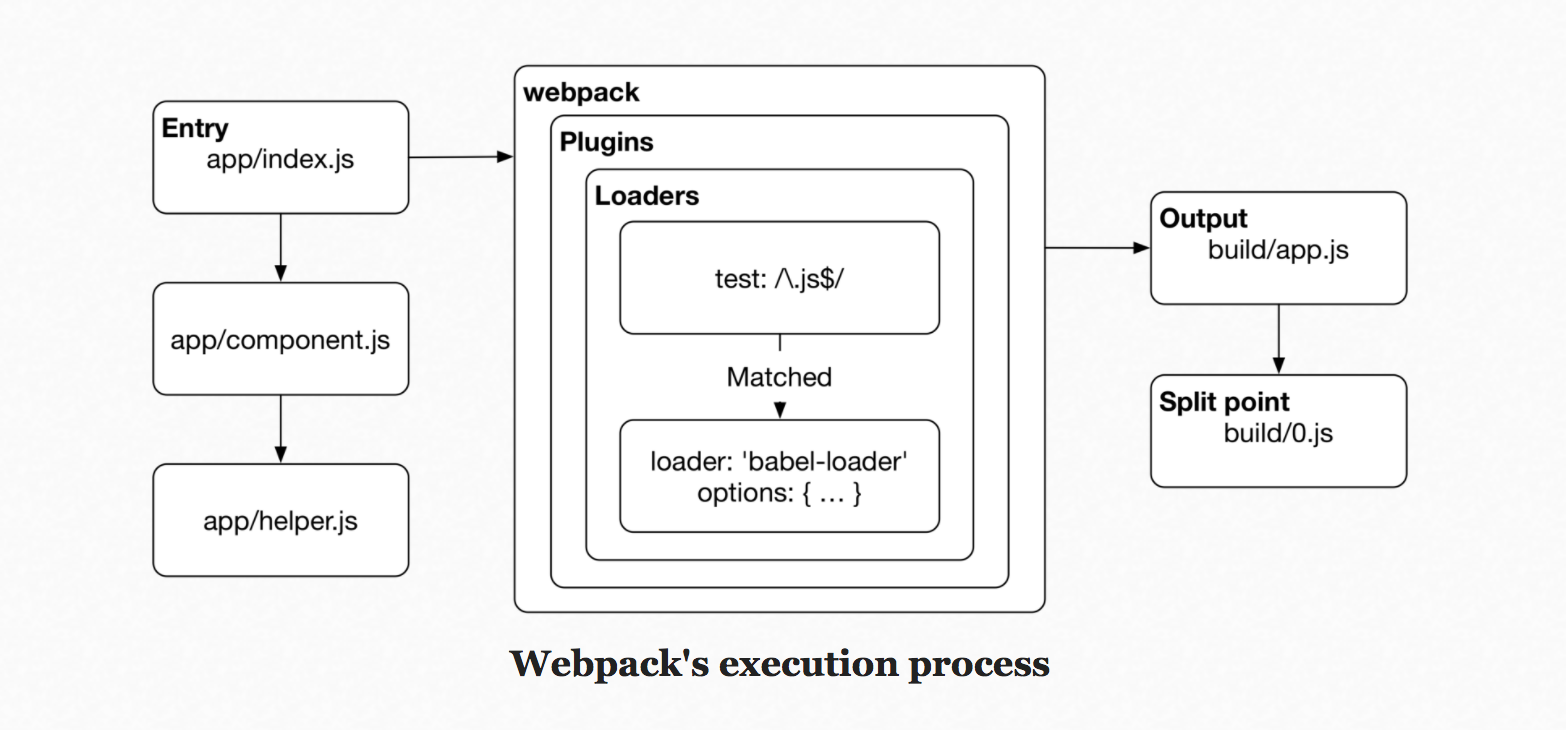 Entry
app/index.js
app/component.js
app/helper.js
webpack
Plugins
Loaders
test: /\.js$/
Matched
loader: 'babel-loader'
options: { … }
Output
build/app.js
Split point
build/0.js
Webpack's execution process